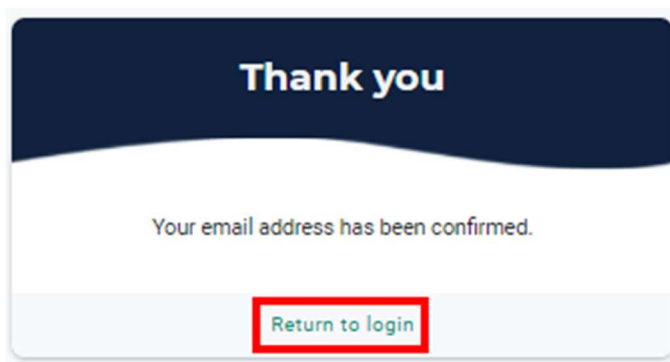 Thank you
Your email address has been confirmed.
Return to login